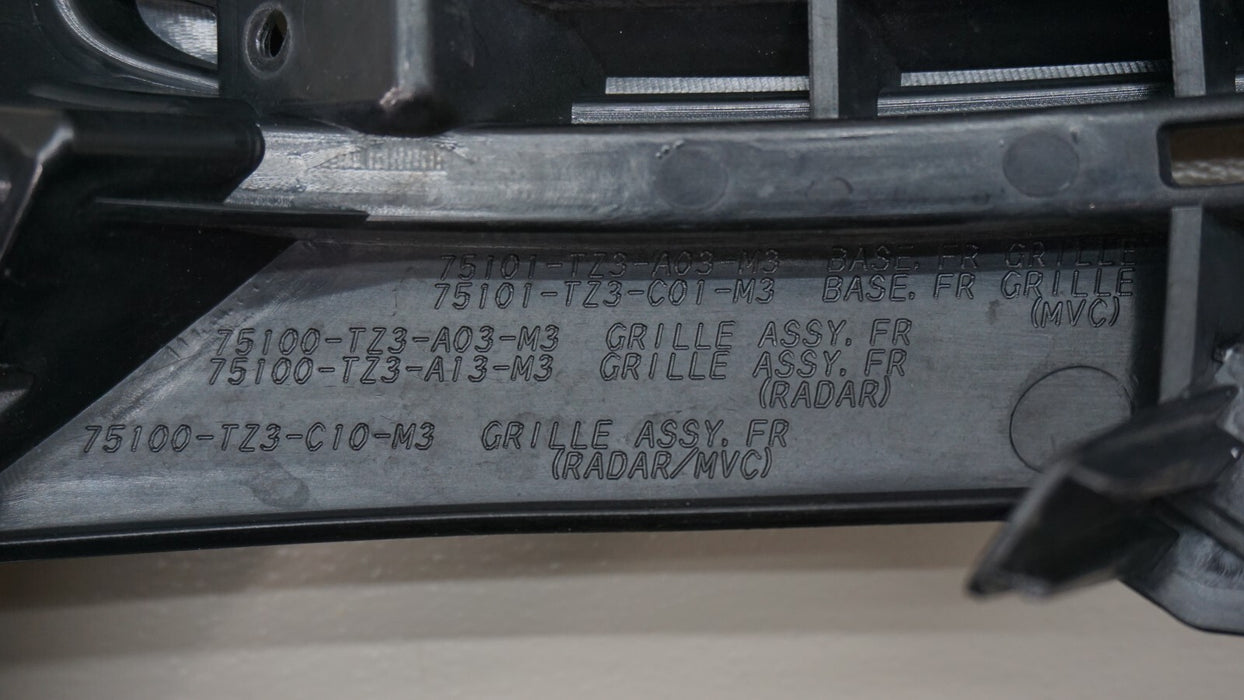 75101-TZ3-A03-M3 BASE, FR GRILLE
75101-TZ3-C01-M3 BASE, FR GRILLE
(MVC)
75100-TZ3-A03-M3 GRILLE ASSY, FR
75100-TZ3-A13-M3 GRILLE ASSY, FR
(RADAR)
75100-TZ3-C10-M3 GRILLE ASSY, FR
(RADAR/MVC)